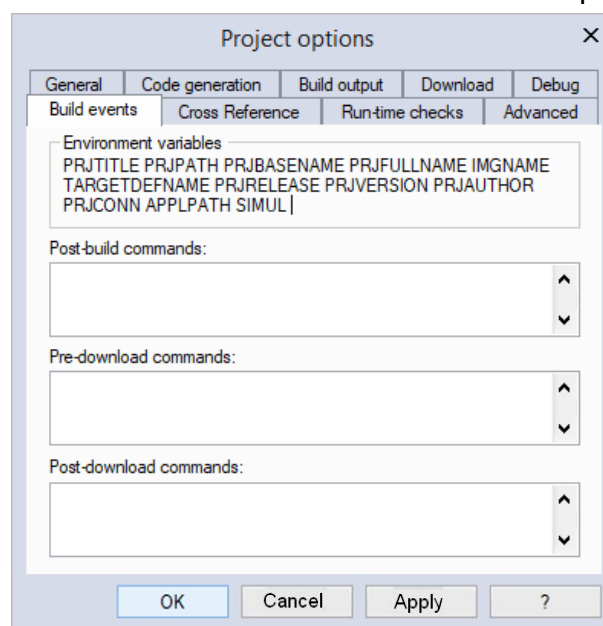 Project options
General Code generation Build output Download Debug
Build events Cross Reference Run-time checks Advanced
Environment variables
PRJTITLE PRJPATH PRJBASENAME PRJFULLNAME IMGNAME
TARGETDEFNAME PRJRELEASE PRJVERSION PRJAUTHOR
PRJCONN APPLPATH SIMUL
Post-build commands:
Pre-download commands:
Post-download commands:
OK Cancel Apply ?